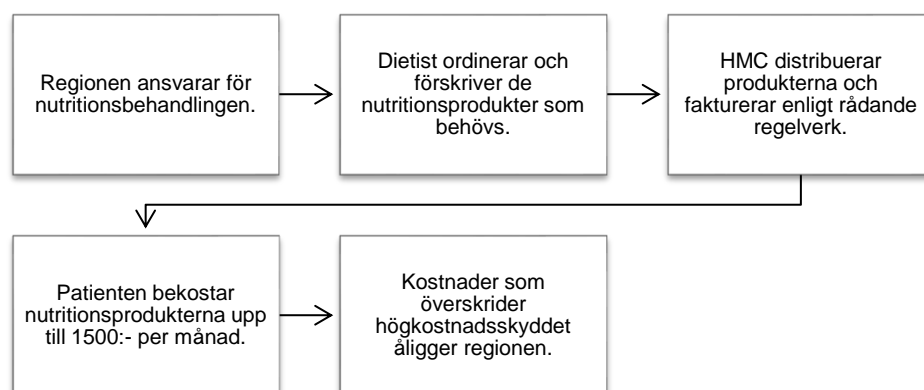 Regionen ansvarar för
nutritionsbehandlingen.
Dietist ordinerar och
förskriver de
nutritionsprodukter som
behövs.
HMC distribuerar
produkterna och
fakturerar enligt rådande
regelverk.
Patienten bekostar
nutritionsprodukterna upp
till 1500:- per månad.
Kostnader som
överskrider
högkostnadsskyddet
åligger regionen.